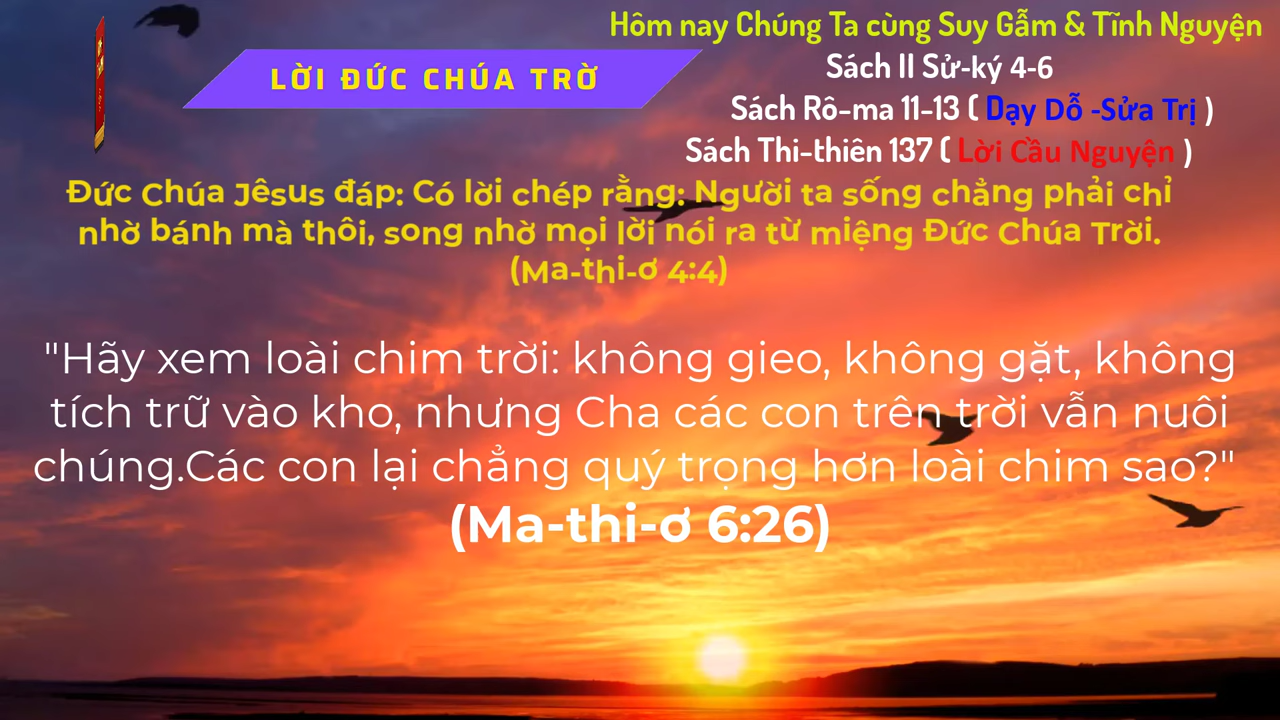 Hôm nay Chúng Ta cùng Suy Gẫm & Tĩnh Nguyện
LỜI ĐỨC CHÚA TRỜ
Sách II Sử-ký 4-6
Sách Rô-ma 11-13 ( Dạy Dỗ -Sửa Trị )
Sách Thi-thiên 137 ( Lời Cầu Nguyện )
Đức Chúa Jêsus đáp: Có lời chép rằng: Người ta sống chẳng phải chỉ
nhờ bánh mà thôi, song nhờ mọi lời nói ra từ miệng Đức Chúa Trời.
(Ma-thi-ơ 4:4)
"Hãy xem loài chim trời: không gieo, không gặt, không
tích trữ vào kho, nhưng Cha các con trên trời vẫn nuôi
chúng.Các con lại chẳng quý trọng hơn loài chim sao?"
(Ma-thi-ơ 6:26)